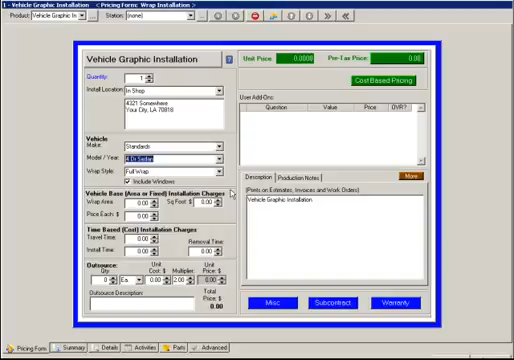 1 - Vehicle Graphic Installation < Pricing Form: Wrap Installation >
Product: Vehicle Graphic In ... Station: (none) ...
Vehicle Graphic Installation ?
Unit Price: 0.0000 Pre-Tax Price: 0.00
Cost Based Pricing
Quantity: 1
Install Location: In Shop
4321 Somewhere
Your City, LA 70818
User Add-Ons:
Question Value Price OVR?
Vehicle
Make: Standards
Model / Year: 4 Dr Sedan
Wrap Style: Full Wrap
Include Windows
Description Production Notes More
(Prints on Estimates, Invoices and Work Orders)
Vehicle Graphic Installation
Vehicle Base (Area or Fixed) Installation Charges
Wrap Area 0.00 Sq Foot: $ 0.00
Price Each: $ 0.00
Time Based (Cost) Installation Charges
Travel Time: 0.00 Removal Time:
Install Time: 0.00 0.00
Outsource: Unit Unit
Qty Cost: $ Multiplier: Price: $
0 Ea. 0.00 2.00 0.00
Outsource Description: Total
Price: $
0.00
Misc Subcontract Warranty
Pricing Form Summary Details Activities Parts Advanced